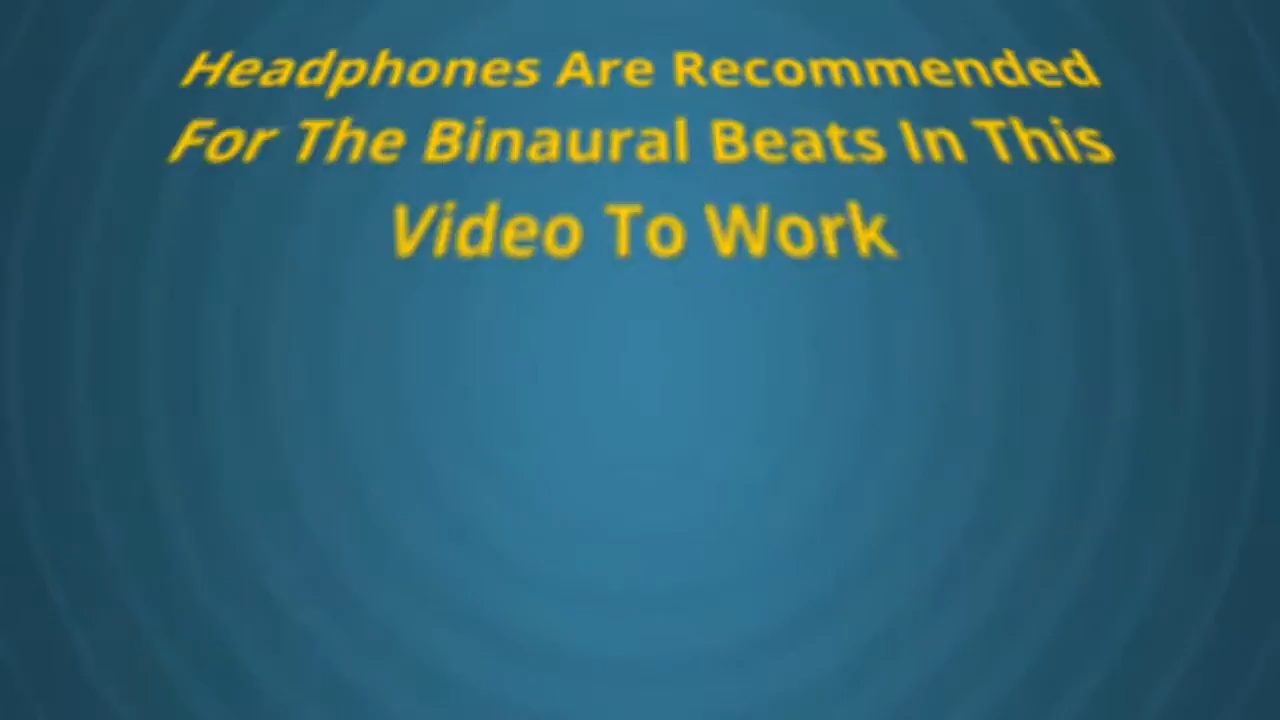 Headphones Are Recommended
For The Binaural Beats In This
Video To Work